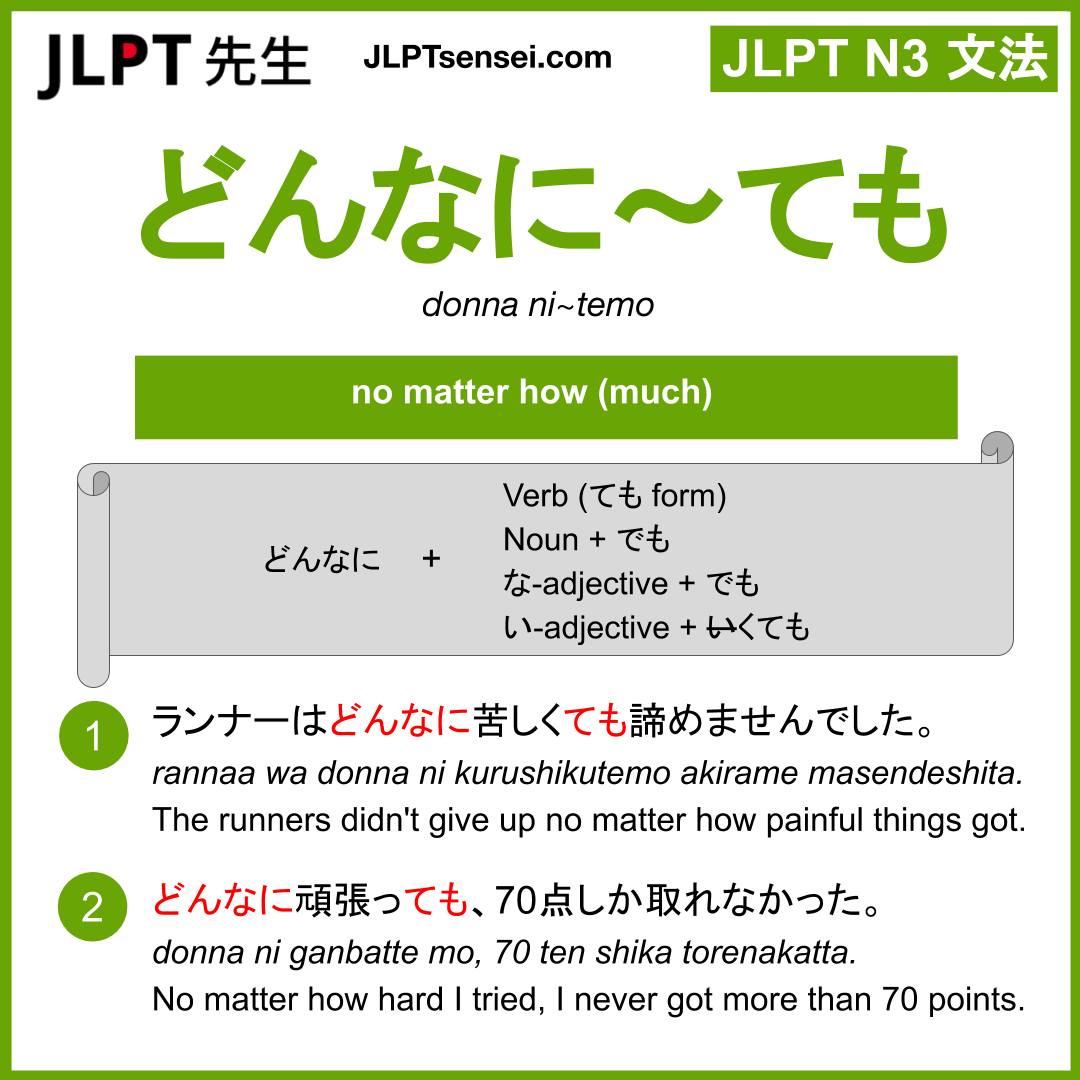 JLPT 先生
JLPTsensei.com
JLPT N3 文法
どんなに～ても
donna ni~temo
no matter how (much)
どんなに +
Verb (ても form)
Noun + でも
な-adjective + でも
い-adjective + いくても
1
ランナーはどんなに苦しくても諦めませんでした。
rannaa wa donna ni kurushikutemo akirame masendeshita.
The runners didn't give up no matter how painful things got.
2
どんなに頑張っても、70点しか取れなかった。
donna ni ganbatte mo, 70 ten shika torenakatta.
No matter how hard I tried, I never got more than 70 points.